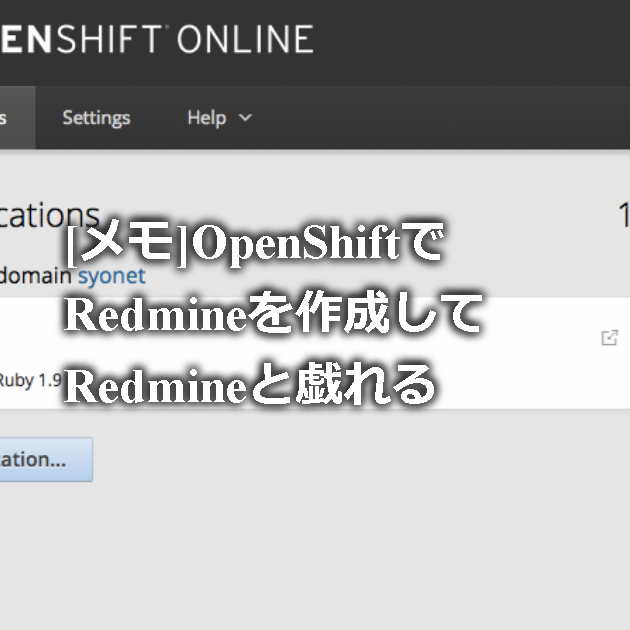 ENSHIFT ONLINE
s Settings Help
cations 1
[メモ]OpenShiftで
domain syonet
Redmineを作成して
Ruby 1.9
Redmineと戯れる
ation...